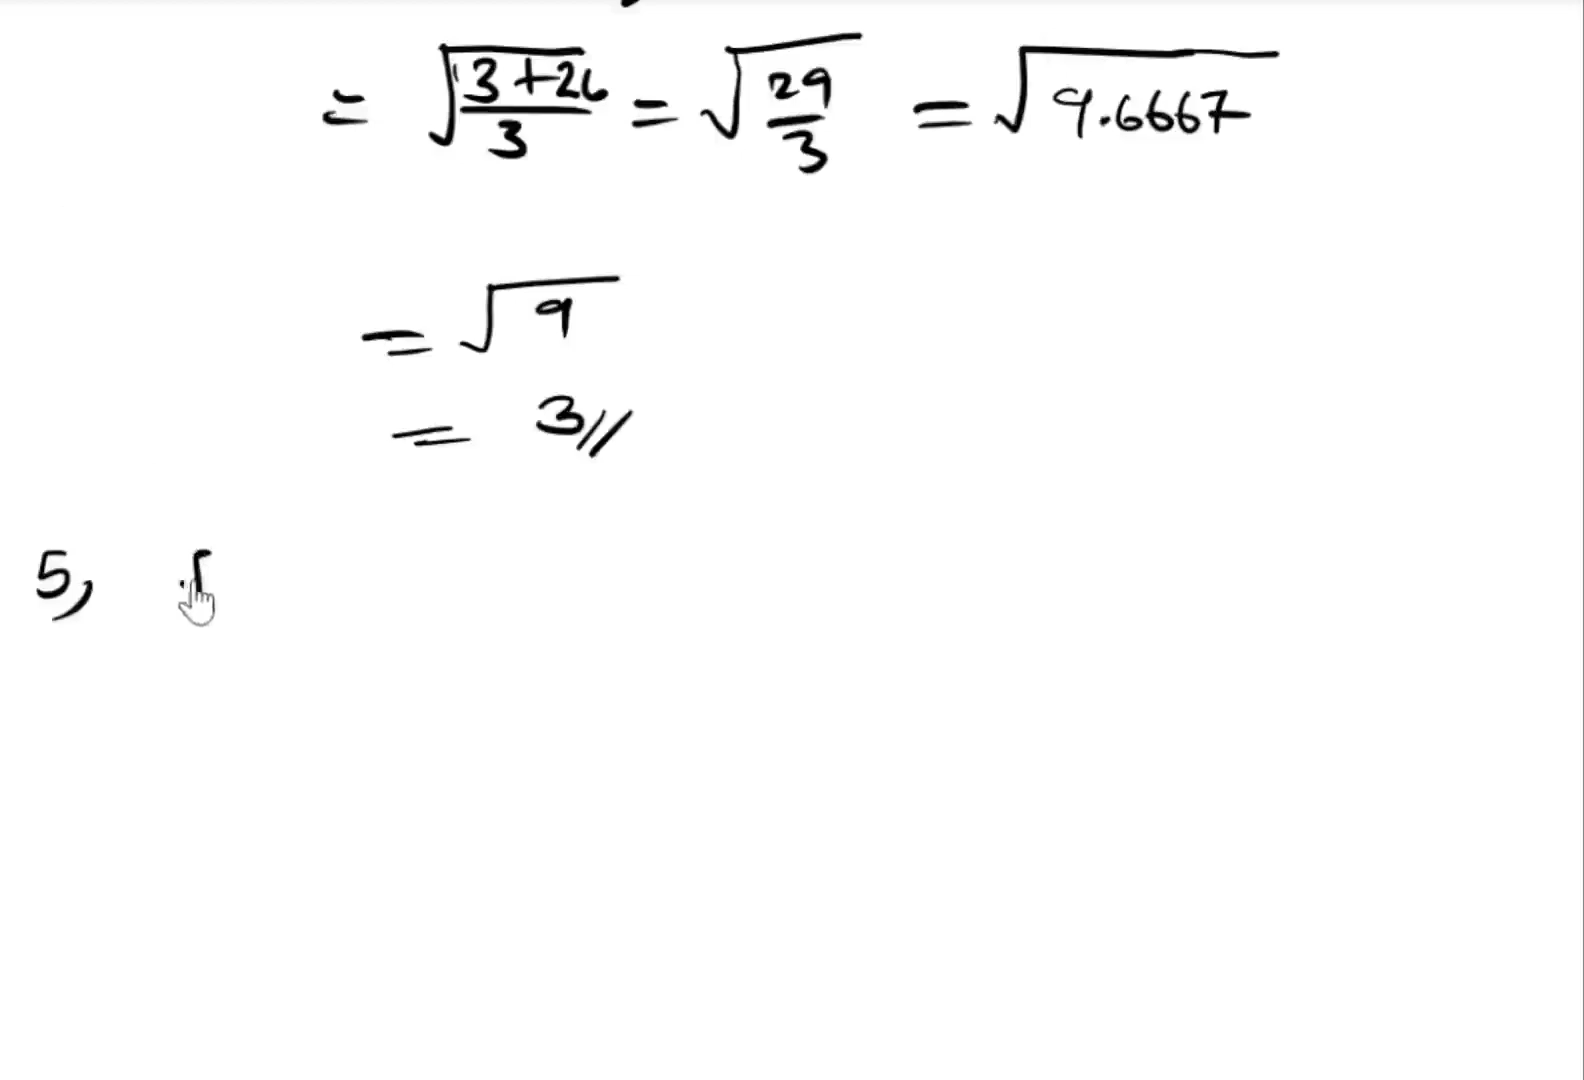 = √(3+26)/3 = √29/3 = √9.6667
= √9
= 3//
5,